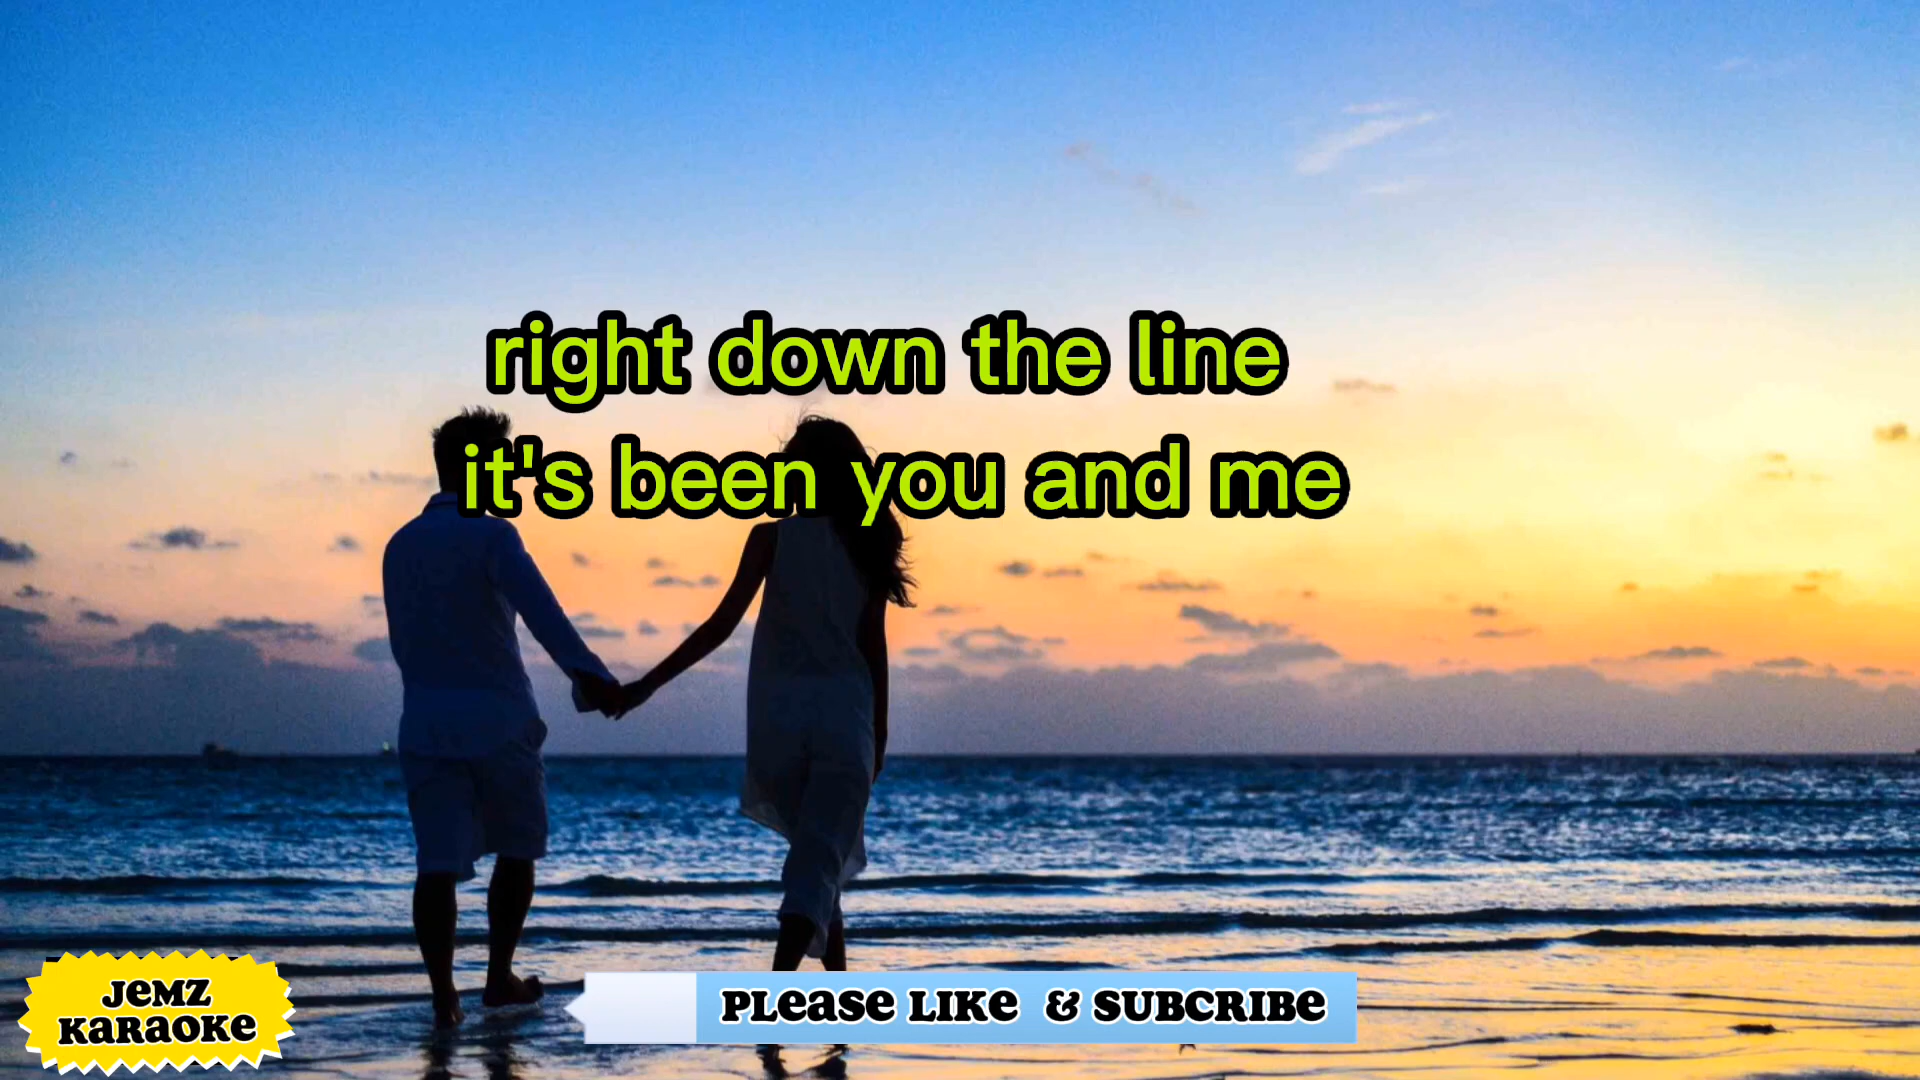 right down the line
it's been you and me
JEMZ
KARAOKE
PLEASE LIKE & SUBCRIBE